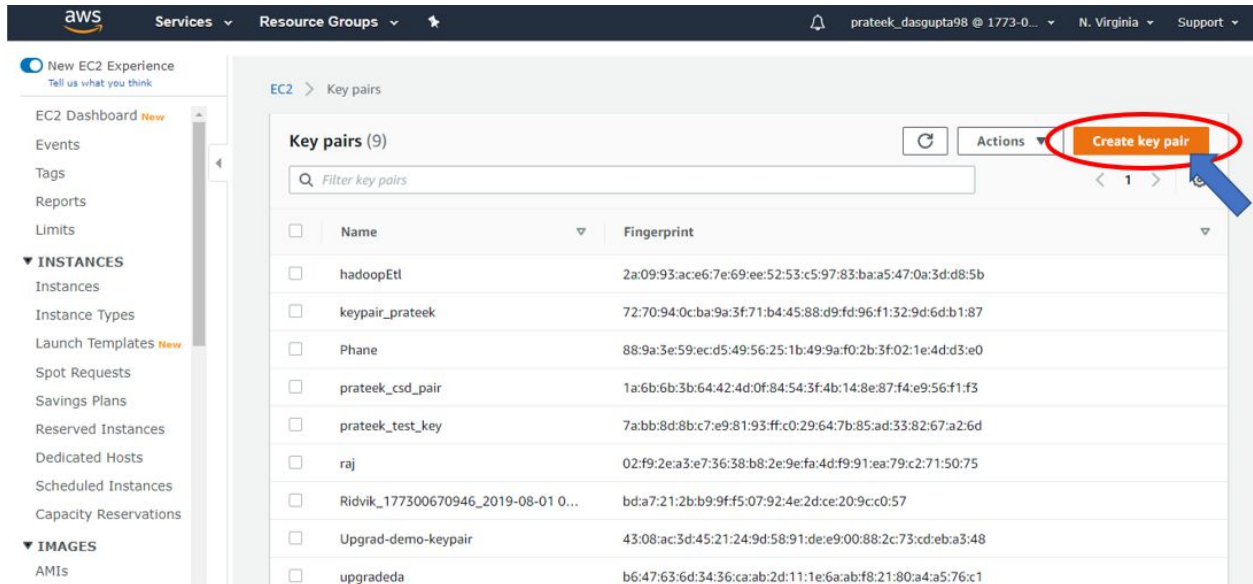 aws Services Resource Groups prateek_dasgupta98 @ 1773-0... N. Virginia Support
New EC2 Experience
Tell us what you think
EC2 Dashboard New
Events
Tags
Reports
Limits
INSTANCES
Instances
Instance Types
Launch Templates New
Spot Requests
Savings Plans
Reserved Instances
Dedicated Hosts
Scheduled Instances
Capacity Reservations
IMAGES
AMIs
EC2 > Key pairs
Key pairs (9) Actions Create key pair
Filter key pairs < 1 >
Name Fingerprint
hadoopEtl 2a:09:93:ac:e6:7e:69:ee:52:53:c5:97:83:ba:a5:47:0a:3d:d8:5b
keypair_prateek 72:70:94:0c:ba:9a:3f:71:b4:45:88:d9:fd:96:f1:32:9d:6d:b1:87
Phane 88:9a:3e:59:ec:d5:49:56:25:1b:49:9a:f0:2b:3f:02:1e:4d:d3:e0
prateek_csd_pair 1a:6b:6b:3b:64:42:4d:0f:84:54:3f:4b:14:8e:87:f4:e9:56:f1:f3
prateek_test_key 7a:bb:8d:8b:c7:e9:81:93:ff:c0:29:64:7b:85:ad:33:82:67:a2:6d
raj 02:f9:2e:a3:e7:36:38:b8:2e:9e:fa:4d:f9:91:ea:79:c2:71:50:75
Ridvik_177300670946_2019-08-01 0... bd:a7:21:2b:b9:9f:f5:07:92:4e:2d:ce:20:9c:c0:57
Upgrad-demo-keypair 43:08:ac:3d:45:21:24:9d:58:91:de:e9:00:88:2c:73:cd:eb:a3:48
upgradeda b6:47:63:6d:34:36:ca:ab:2d:11:1e:6a:ab:f8:21:80:a4:a5:76:c1